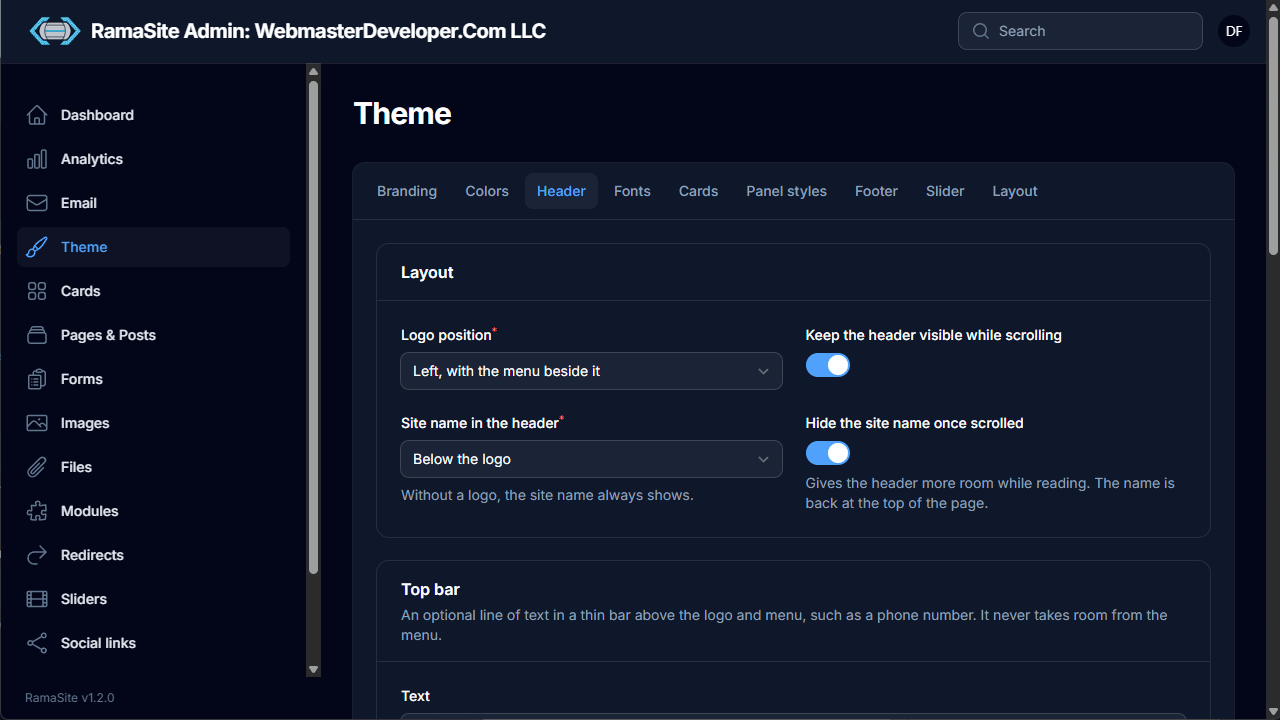 RamaSite Admin: WebmasterDeveloper.Com LLC
Search
DF
Dashboard
Analytics
Email
Theme
Cards
Pages & Posts
Forms
Images
Files
Modules
Redirects
Sliders
Social links
RamaSite v1.2.0
Theme
Branding
Colors
Header
Fonts
Cards
Panel styles
Footer
Slider
Layout
Layout
Logo position*
Left, with the menu beside it
Keep the header visible while scrolling
Site name in the header*
Below the logo
Without a logo, the site name always shows.
Hide the site name once scrolled
Gives the header more room while reading. The name is
back at the top of the page.
Top bar
An optional line of text in a thin bar above the logo and menu, such as a phone number. It never takes room from the
menu.
Text